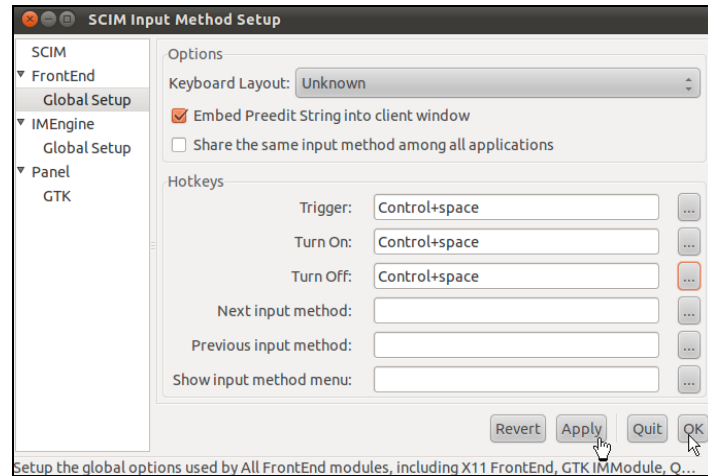 SCIM Input Method Setup
SCIM
FrontEnd
Global Setup
IMEngine
Global Setup
Panel
GTK
Options
Keyboard Layout: Unknown
Embed Preedit String into client window
Share the same input method among all applications
Hotkeys
Trigger: Control+space ...
Turn On: Control+space ...
Turn Off: Control+space ...
Next input method: ...
Previous input method: ...
Show input method menu: ...
Revert Apply Quit OK
Setup the global options used by All FrontEnd modules, including X11 FrontEnd, GTK IMModule, Q...